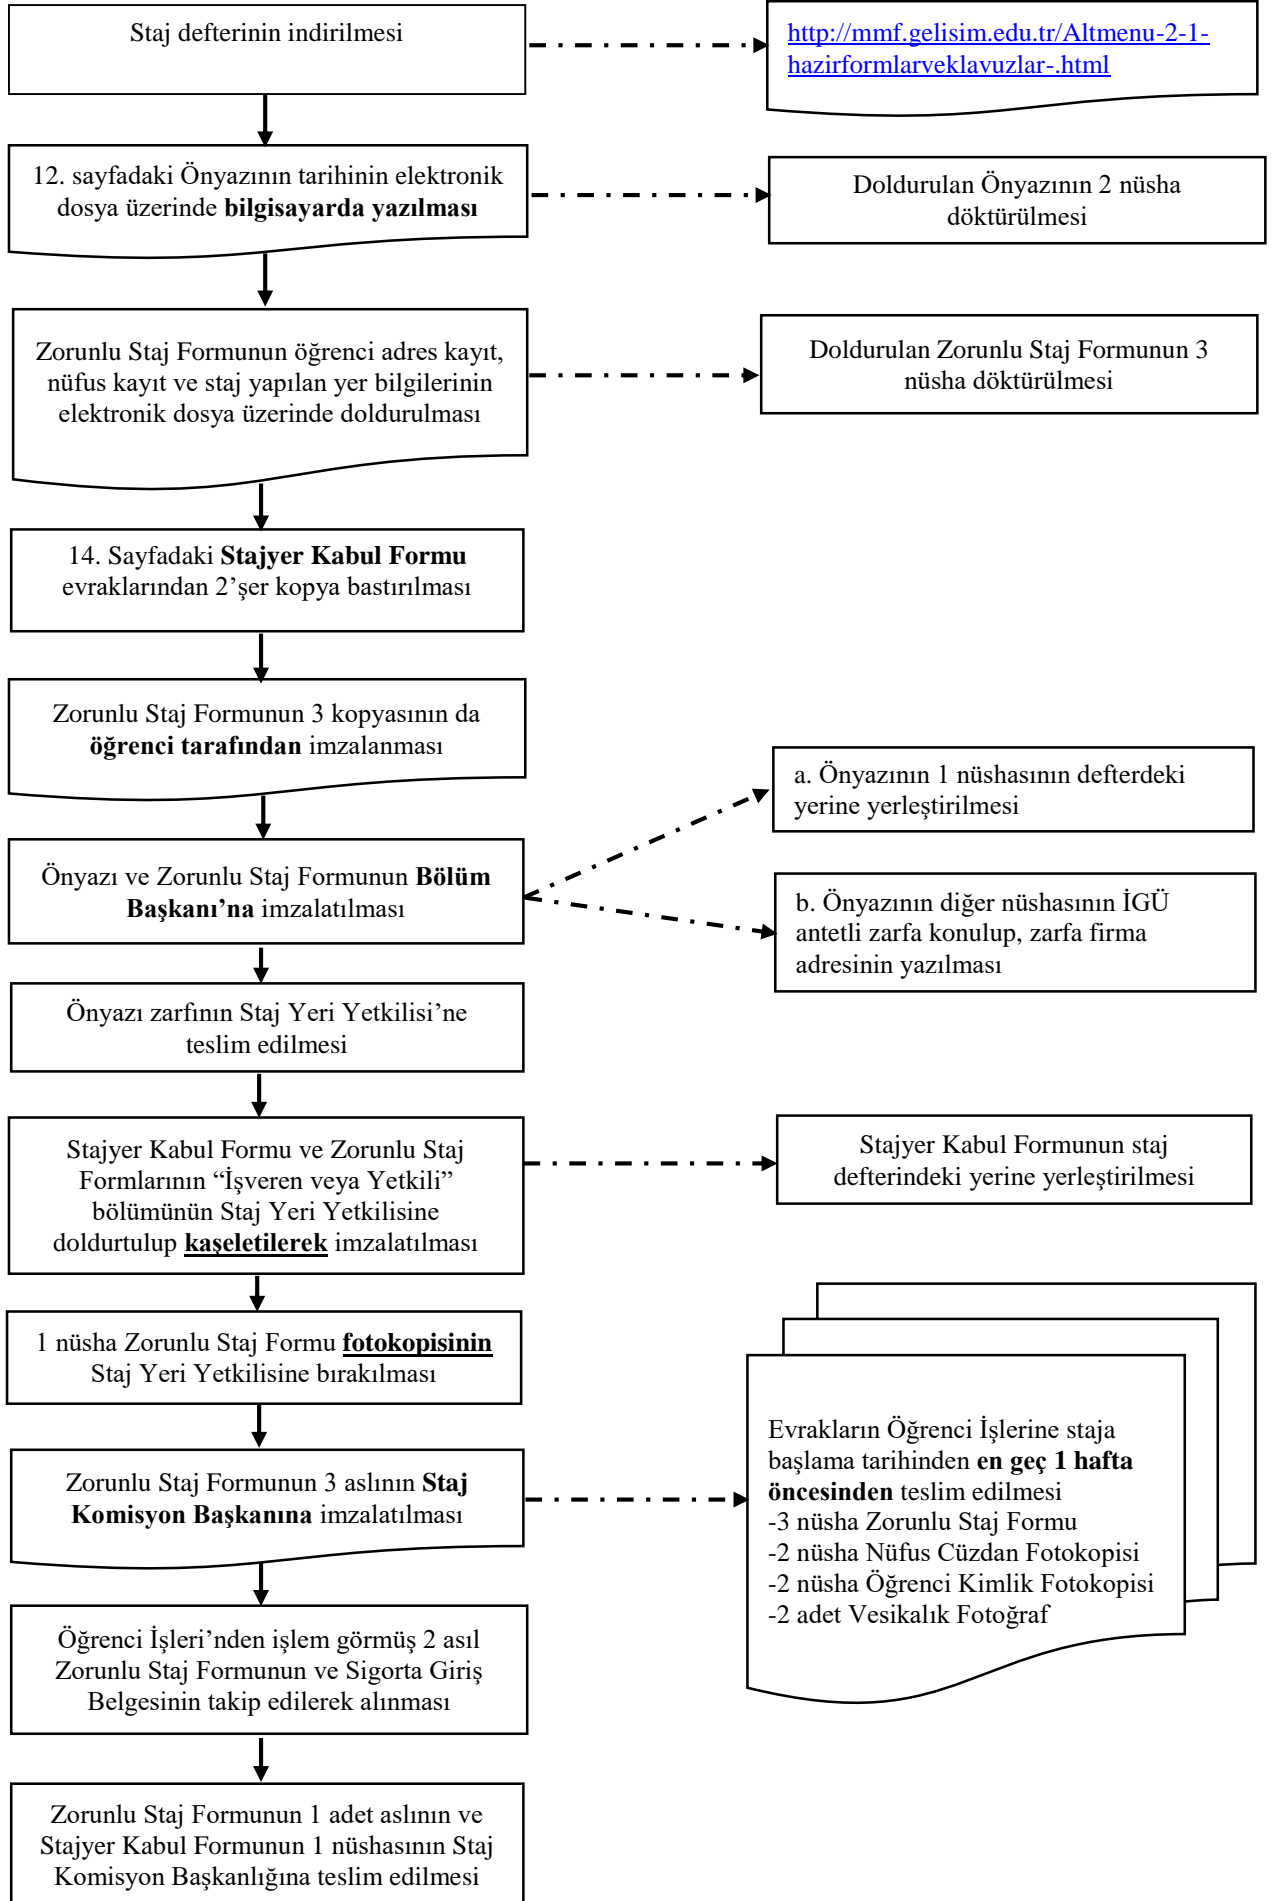 Staj defterinin indirilmesi
http://mmf.gelisim.edu.tr/Altmenu-2-1-
hazirformlarveklavuzlar-.html
12. sayfadaki Önyazının tarihinin elektronik
dosya üzerinde bilgisayarda yazılması
Doldurulan Önyazının 2 nüsha
döktürülmesi
Zorunlu Staj Formunun öğrenci adres kayıt,
nüfus kayıt ve staj yapılan yer bilgilerinin
elektronik dosya üzerinde doldurulması
Doldurulan Zorunlu Staj Formunun 3
nüsha döktürülmesi
14. Sayfadaki Stajyer Kabul Formu
evraklarından 2’şer kopya bastırılması
Zorunlu Staj Formunun 3 kopyasının da
öğrenci tarafından imzalanması
a. Önyazının 1 nüshasının defterdeki
yerine yerleştirilmesi
Önyazı ve Zorunlu Staj Formunun Bölüm
Başkanı’na imzalatılması
b. Önyazının diğer nüshasının İGÜ
antetli zarfa konulup, zarfa firma
adresinin yazılması
Önyazı zarfının Staj Yeri Yetkilisi’ne
teslim edilmesi
Stajyer Kabul Formu ve Zorunlu Staj
Formlarının “İşveren veya Yetkili”
bölümünün Staj Yeri Yetkilisine
doldurtulup kaşeletilerek imzalatılması
Stajyer Kabul Formunun staj
defterindeki yerine yerleştirilmesi
1 nüsha Zorunlu Staj Formu fotokopisinin
Staj Yeri Yetkilisine bırakılması
Zorunlu Staj Formunun 3 aslının Staj
Komisyon Başkanına imzalatılması
Evrakların Öğrenci İşlerine staja
başlama tarihinden en geç 1 hafta
öncesinden teslim edilmesi
-3 nüsha Zorunlu Staj Formu
-2 nüsha Nüfus Cüzdan Fotokopisi
-2 nüsha Öğrenci Kimlik Fotokopisi
-2 adet Vesikalık Fotoğraf
Öğrenci İşleri’nden işlem görmüş 2 asıl
Zorunlu Staj Formunun ve Sigorta Giriş
Belgesinin takip edilerek alınması
Zorunlu Staj Formunun 1 adet aslının ve
Stajyer Kabul Formunun 1 nüshasının Staj
Komisyon Başkanlığına teslim edilmesi